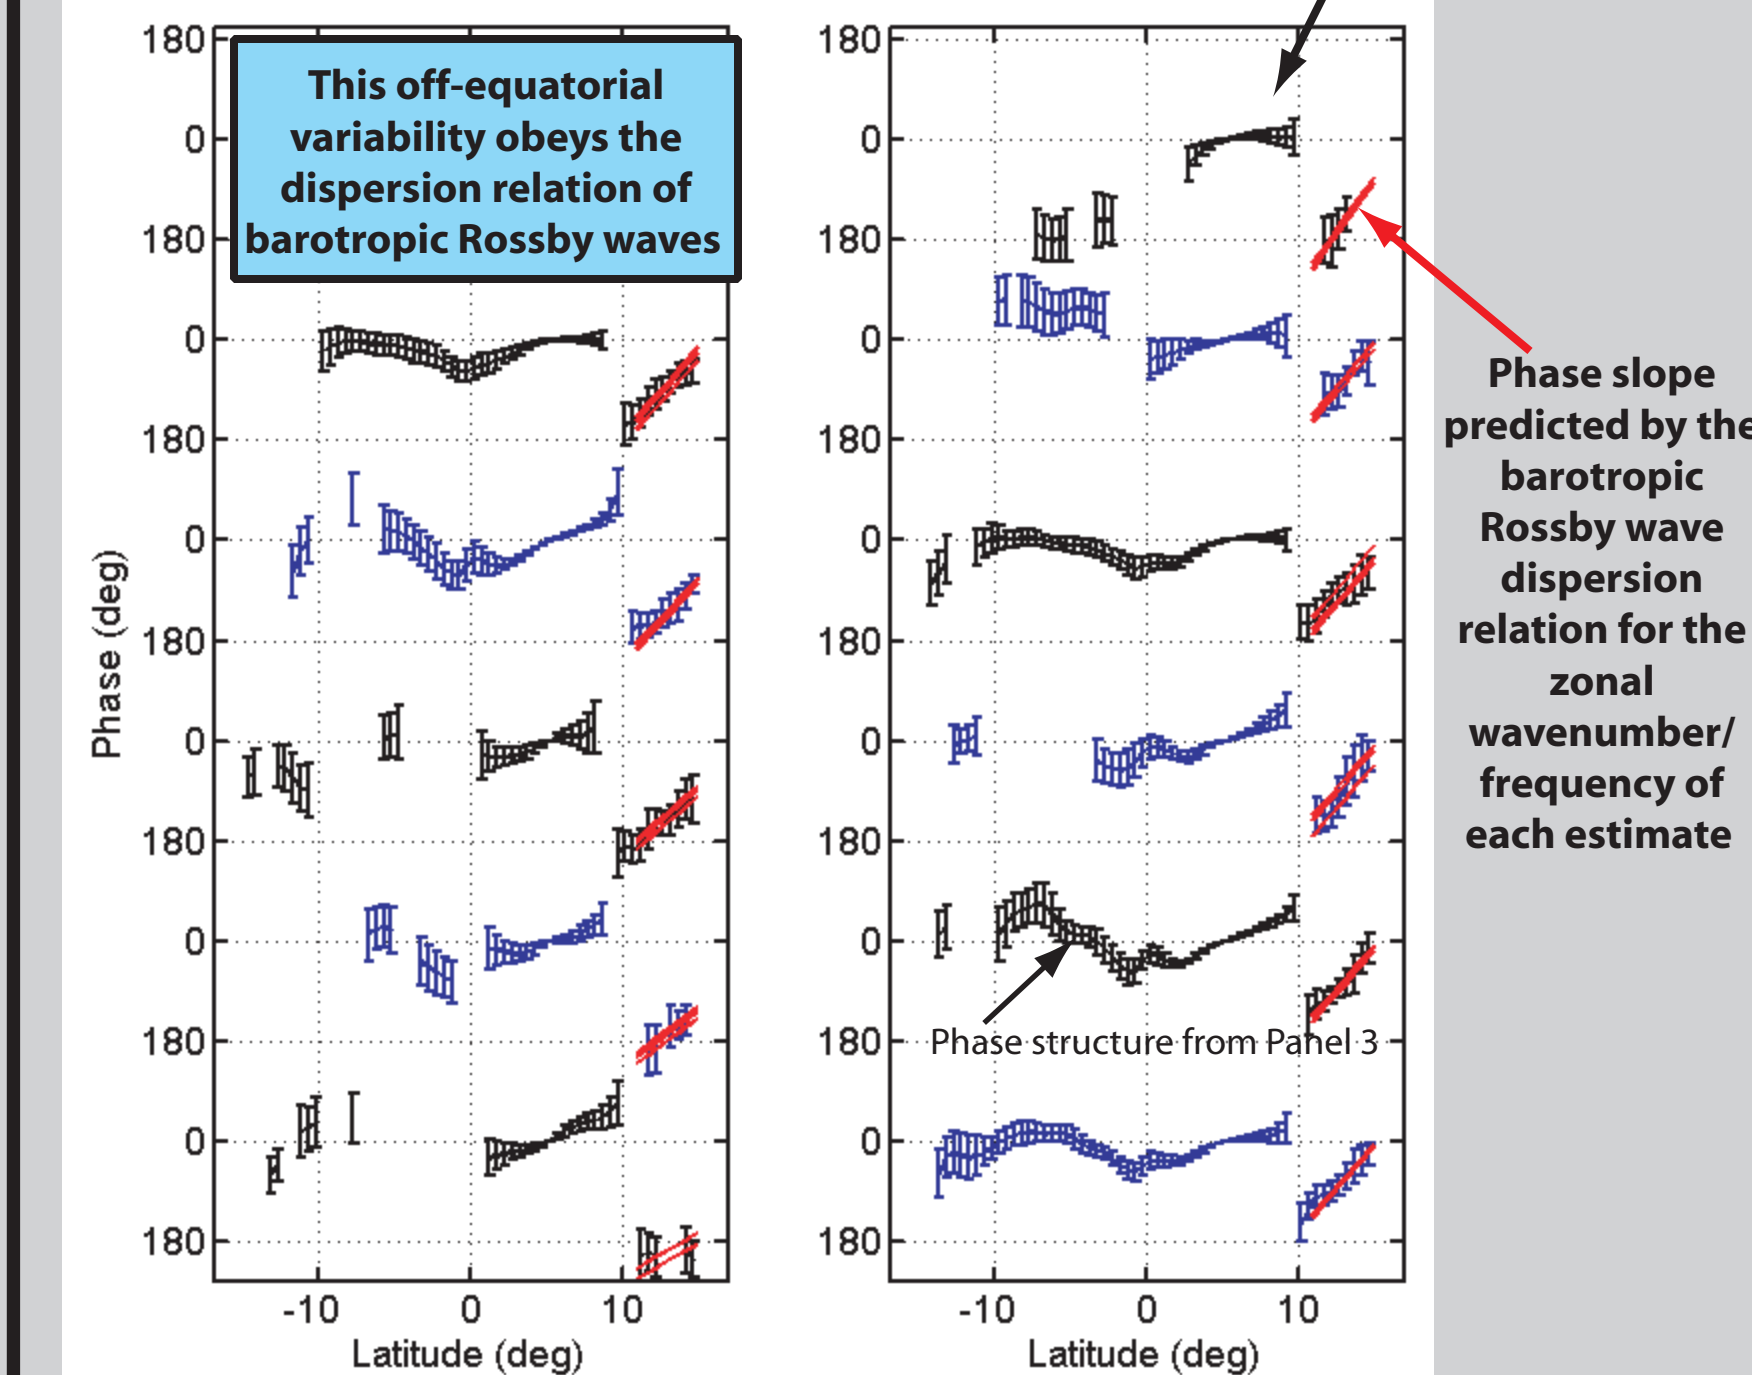 This off-equatorial
variability obeys the
dispersion relation of
barotropic Rossby waves
180
0
180
0
180
0
180
0
180
0
180
0
180
-10
0
10
Latitude (deg)
Phase (deg)
180
0
180
0
180
0
180
0
180
0
180
0
180
-10
0
10
Latitude (deg)
Phase structure from Panel 3
Phase slope
predicted by the
barotropic
Rossby wave
dispersion
relation for the
zonal
wavenumber/
frequency of
each estimate